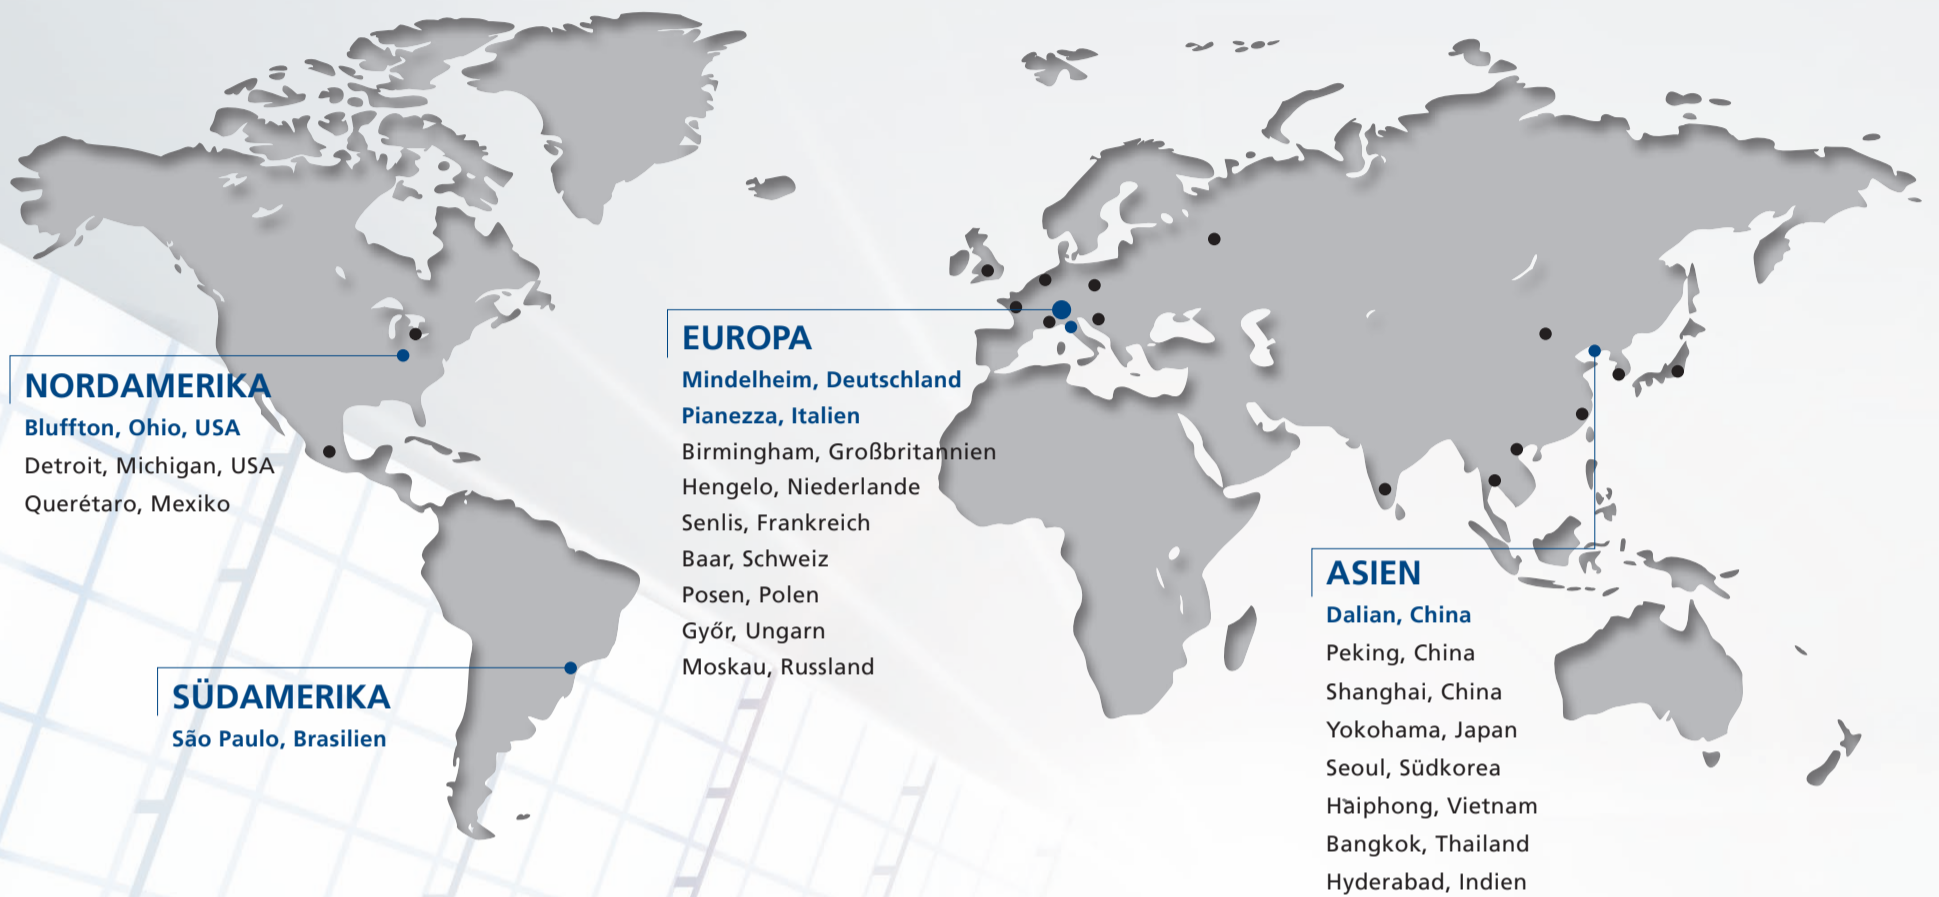 NORDAMERIKA
Bluffton, Ohio, USA
Detroit, Michigan, USA
Querétaro, Mexiko
SÜDAMERIKA
São Paulo, Brasilien
EUROPA
Mindelheim, Deutschland
Pianezza, Italien
Birmingham, Großbritannien
Hengelo, Niederlande
Senlis, Frankreich
Baar, Schweiz
Posen, Polen
Győr, Ungarn
Moskau, Russland
ASIEN
Dalian, China
Peking, China
Shanghai, China
Yokohama, Japan
Seoul, Südkorea
Haiphong, Vietnam
Bangkok, Thailand
Hyderabad, Indien